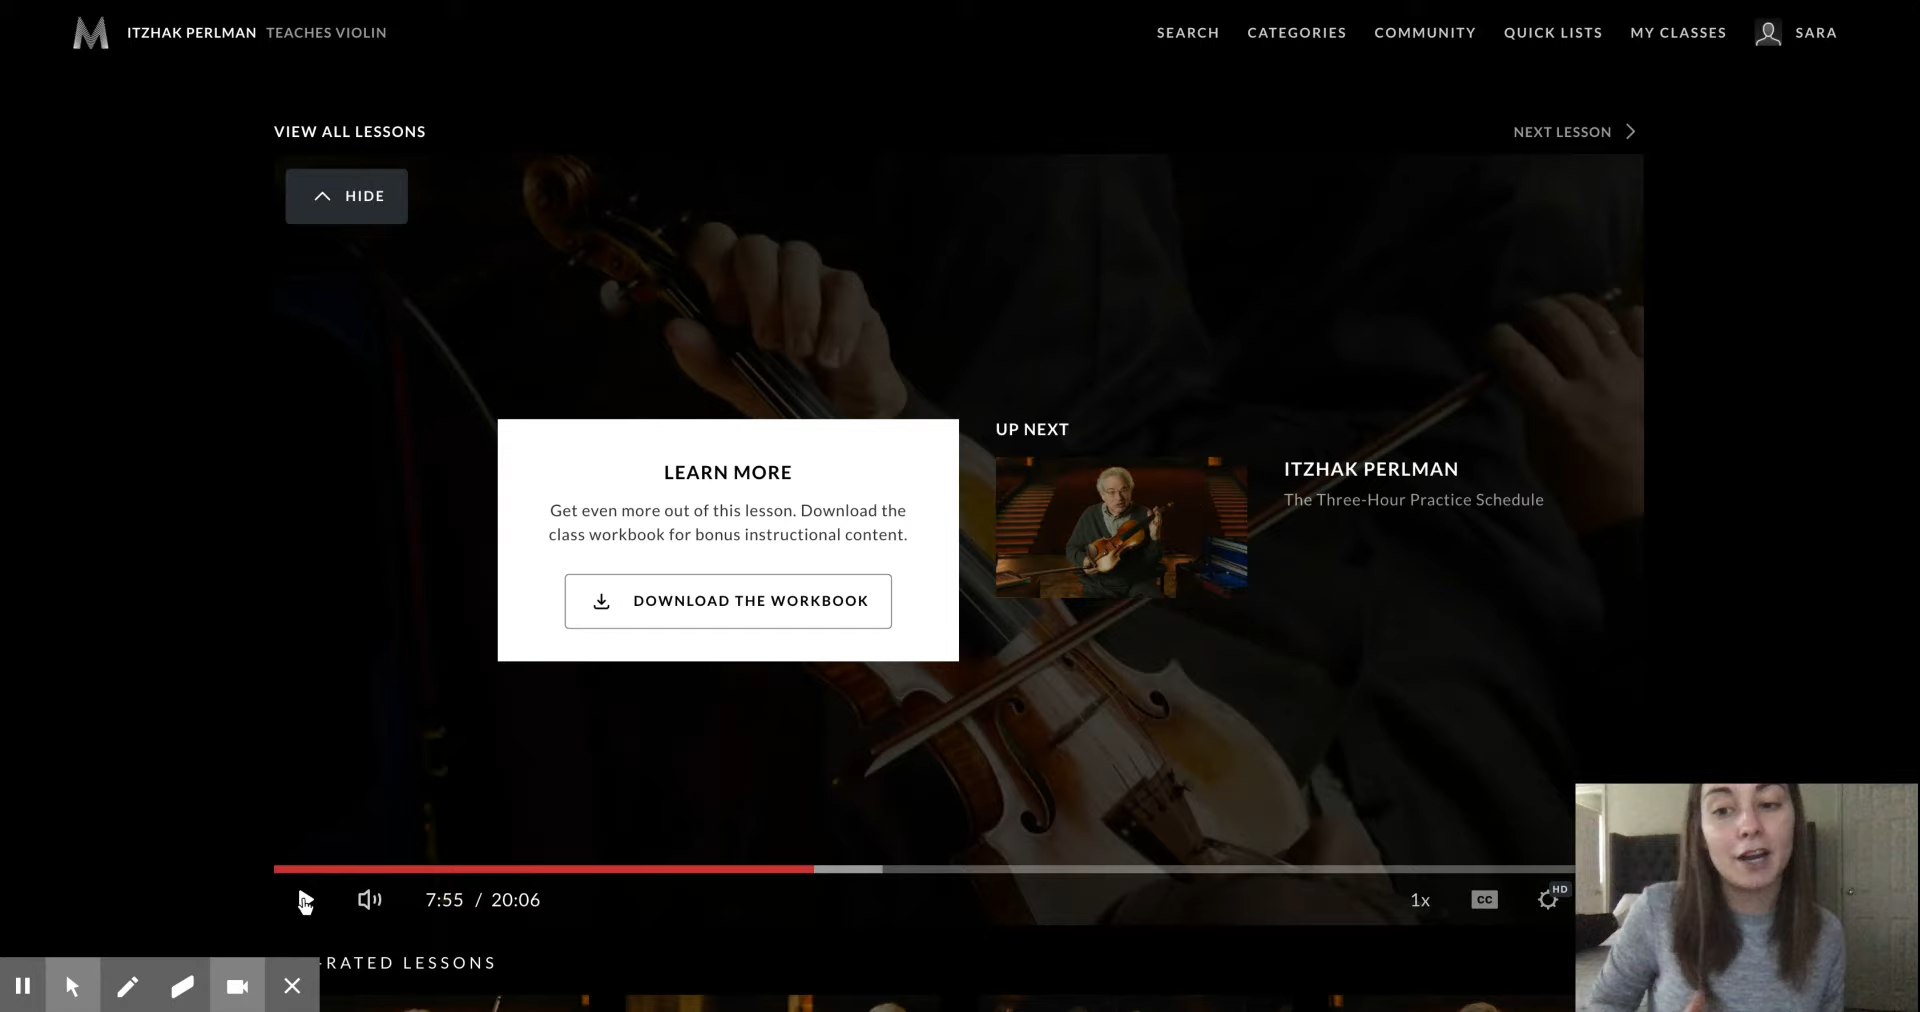 ITZHAK PERLMAN TEACHES VIOLIN
SEARCH CATEGORIES COMMUNITY QUICK LISTS MY CLASSES SARA
VIEW ALL LESSONS
NEXT LESSON
HIDE
LEARN MORE
Get even more out of this lesson. Download the
class workbook for bonus instructional content.
DOWNLOAD THE WORKBOOK
UP NEXT
ITZHAK PERLMAN
The Three-Hour Practice Schedule
7:55 / 20:06
1x CC HD
RATED LESSONS